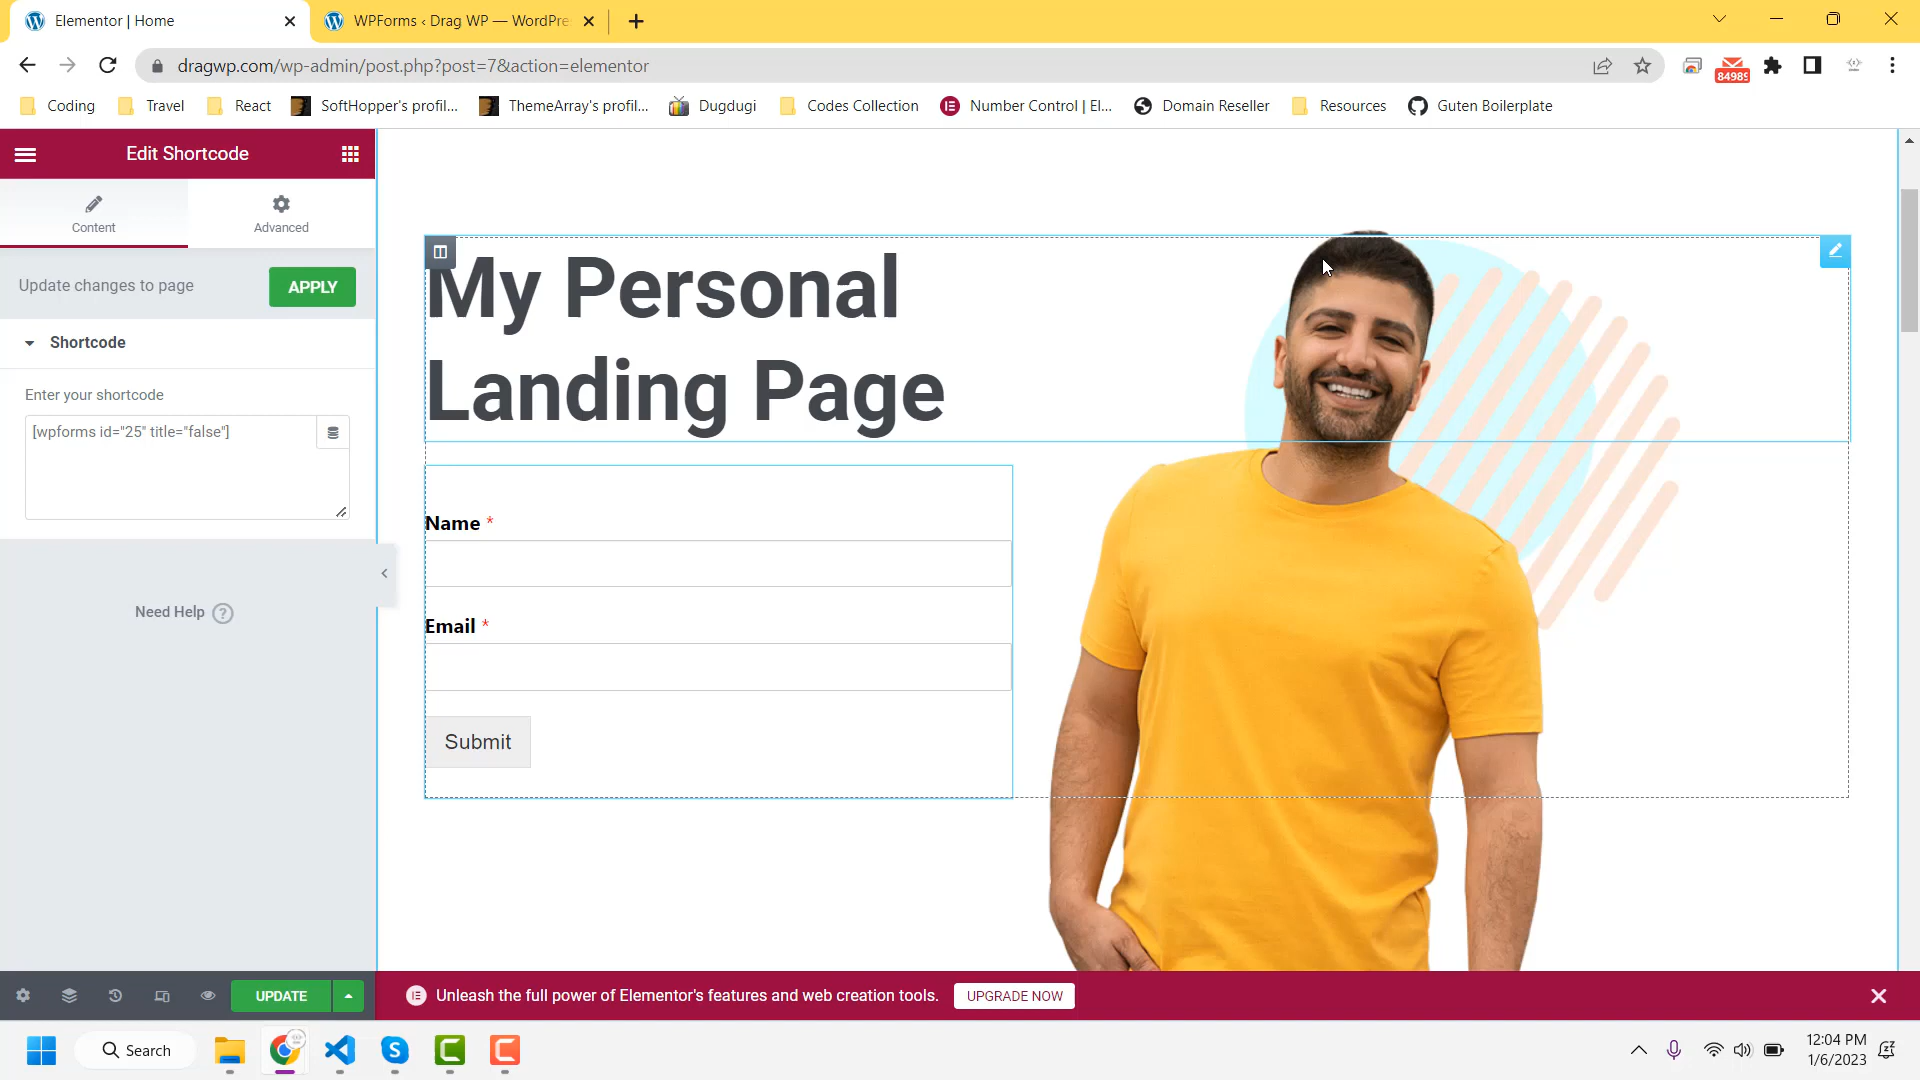 Elementor | Home
WPForms ‹ Drag WP — WordPre
dragwp.com/wp-admin/post.php?post=7&action=elementor
84989
Coding
Travel
React
SoftHopper's profil...
ThemeArray's profil...
Dugdugi
Codes Collection
Number Control | El...
Domain Reseller
Resources
Guten Boilerplate
Edit Shortcode
Content
Advanced
Update changes to page
APPLY
Shortcode
Enter your shortcode
[wpforms id="25" title="false"]
Need Help ?
My Personal
Landing Page
Name *
Email *
Submit
UPDATE
Unleash the full power of Elementor's features and web creation tools.
UPGRADE NOW
Search
12:04 PM
1/6/2023